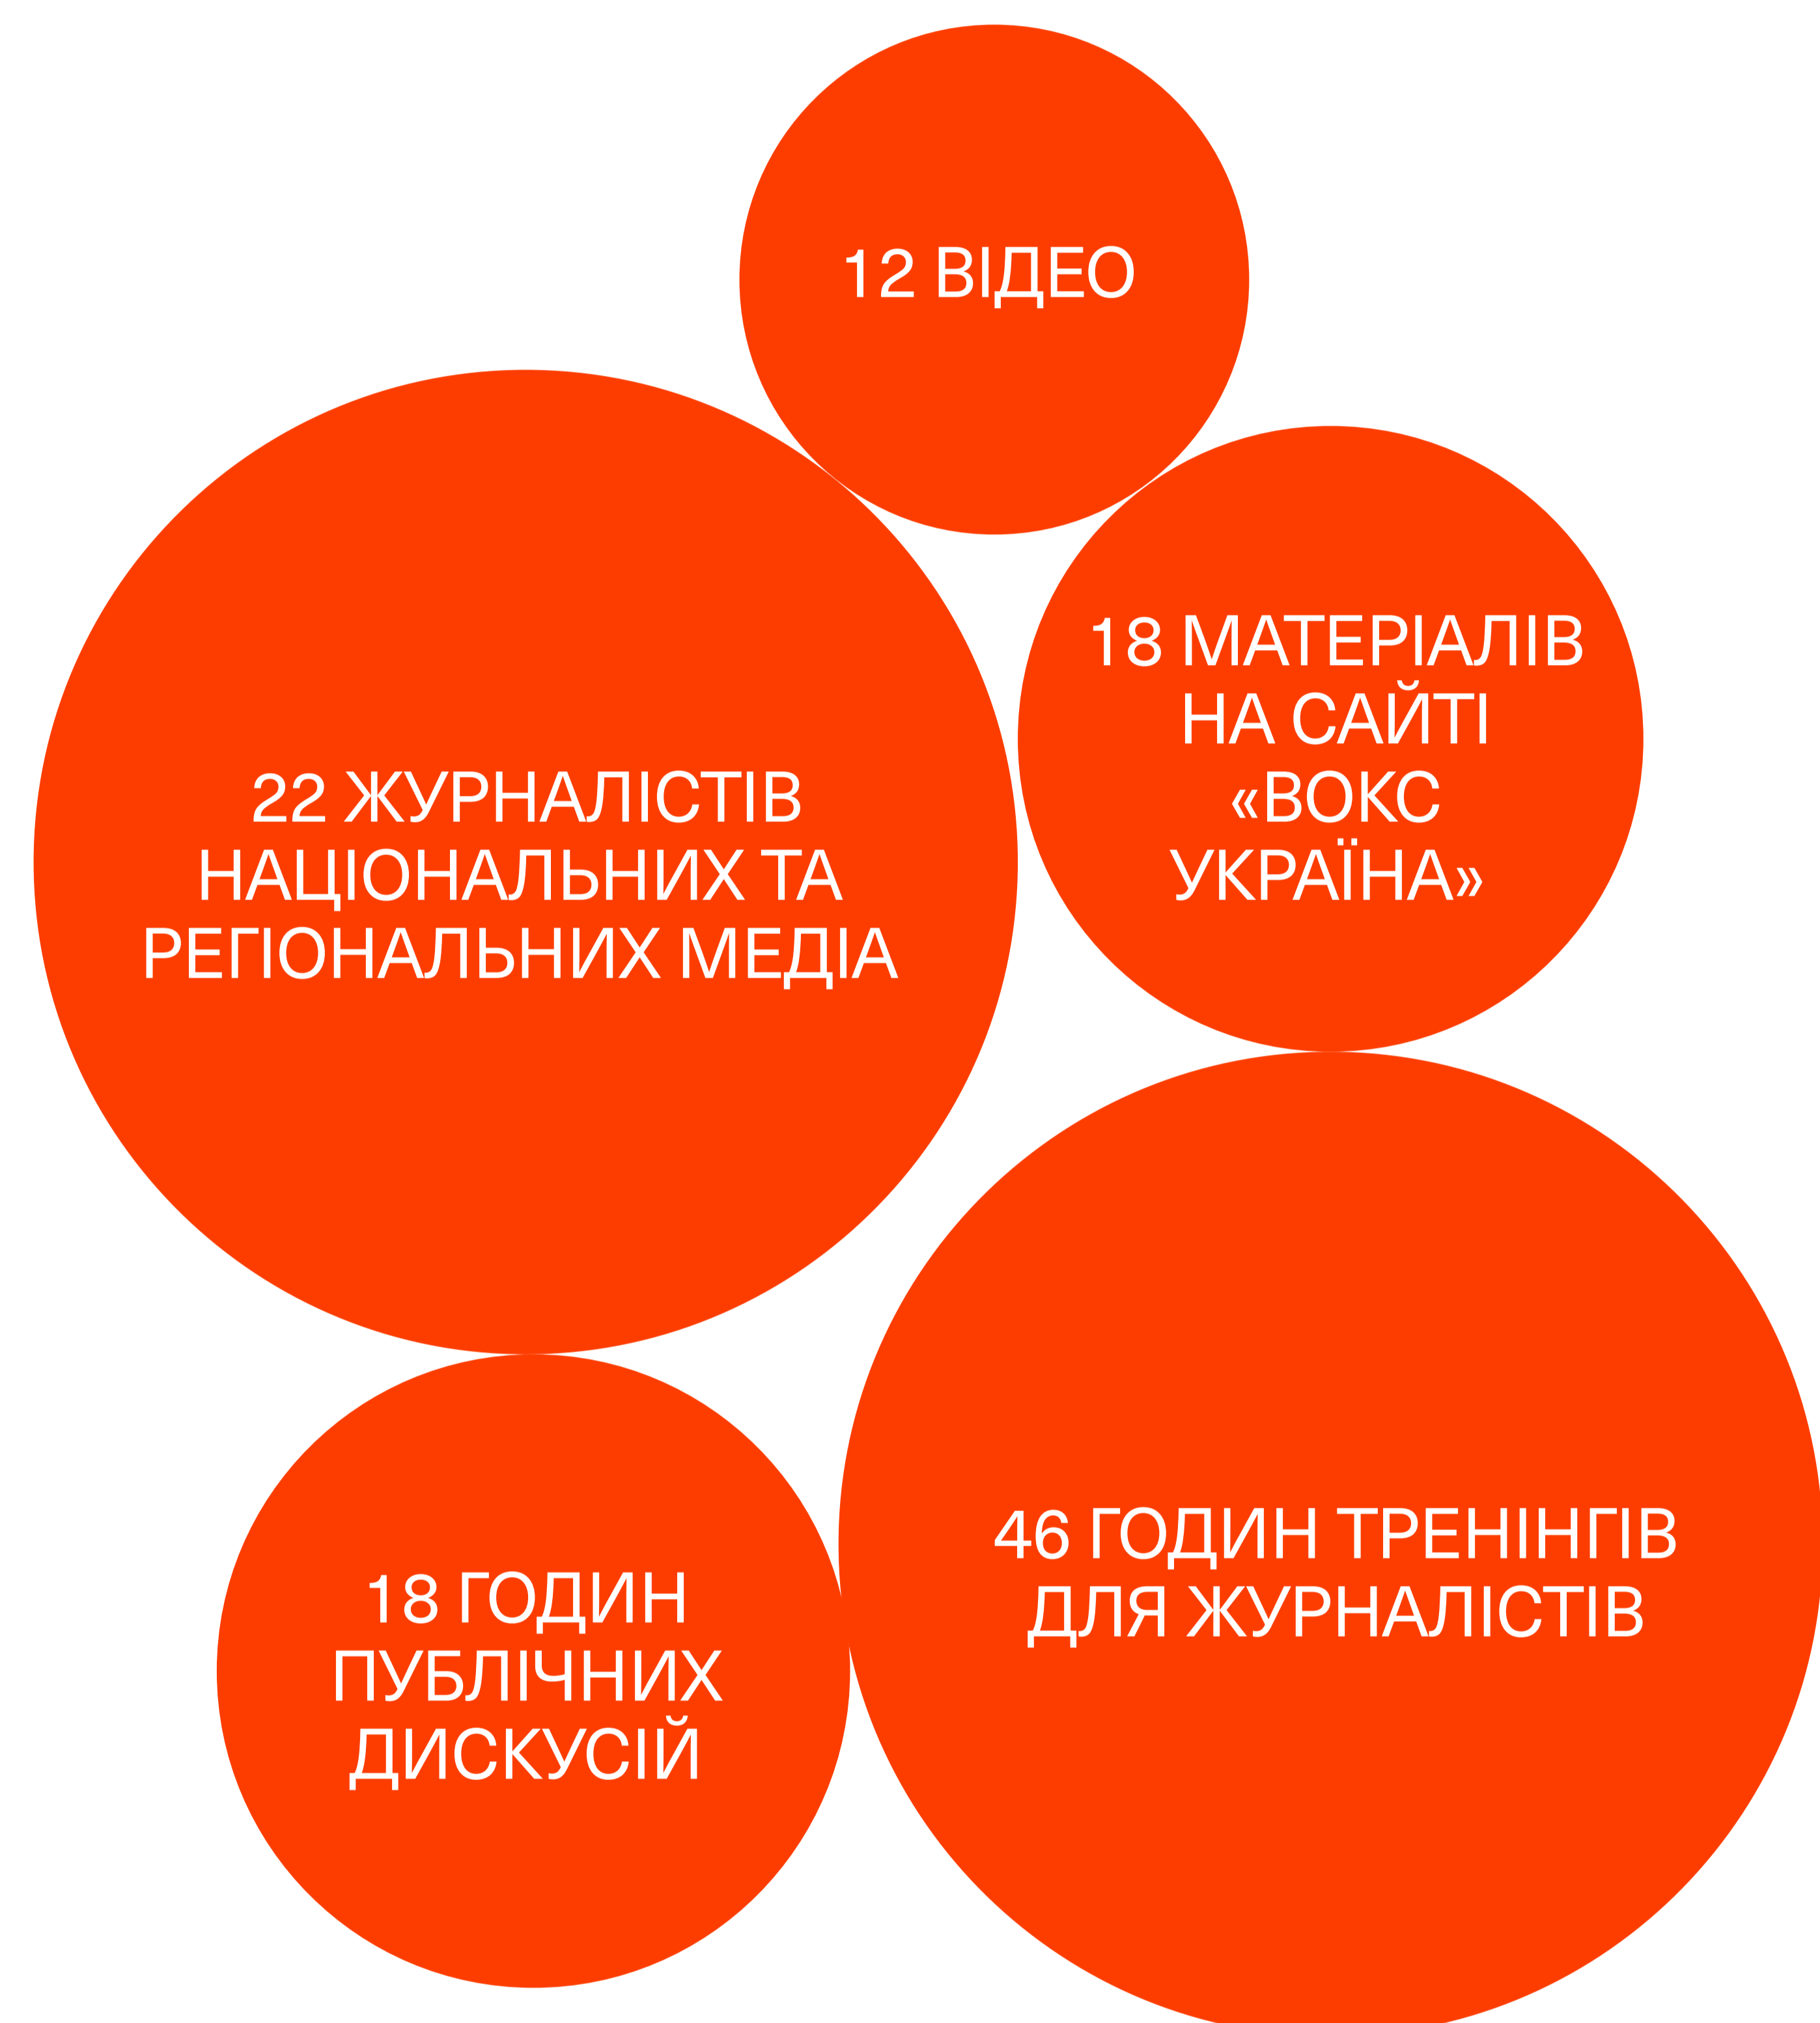 12 ВІДЕО
18 МАТЕРІАЛІВ
НА САЙТІ
«ВОКС
УКРАЇНА»
22 ЖУРНАЛІСТІВ
НАЦІОНАЛЬНИХ ТА
РЕГІОНАЛЬНИХ МЕДІА
46 ГОДИН ТРЕНІНГІВ
ДЛЯ ЖУРНАЛІСТІВ
18 ГОДИН
ПУБЛІЧНИХ
ДИСКУСІЙ